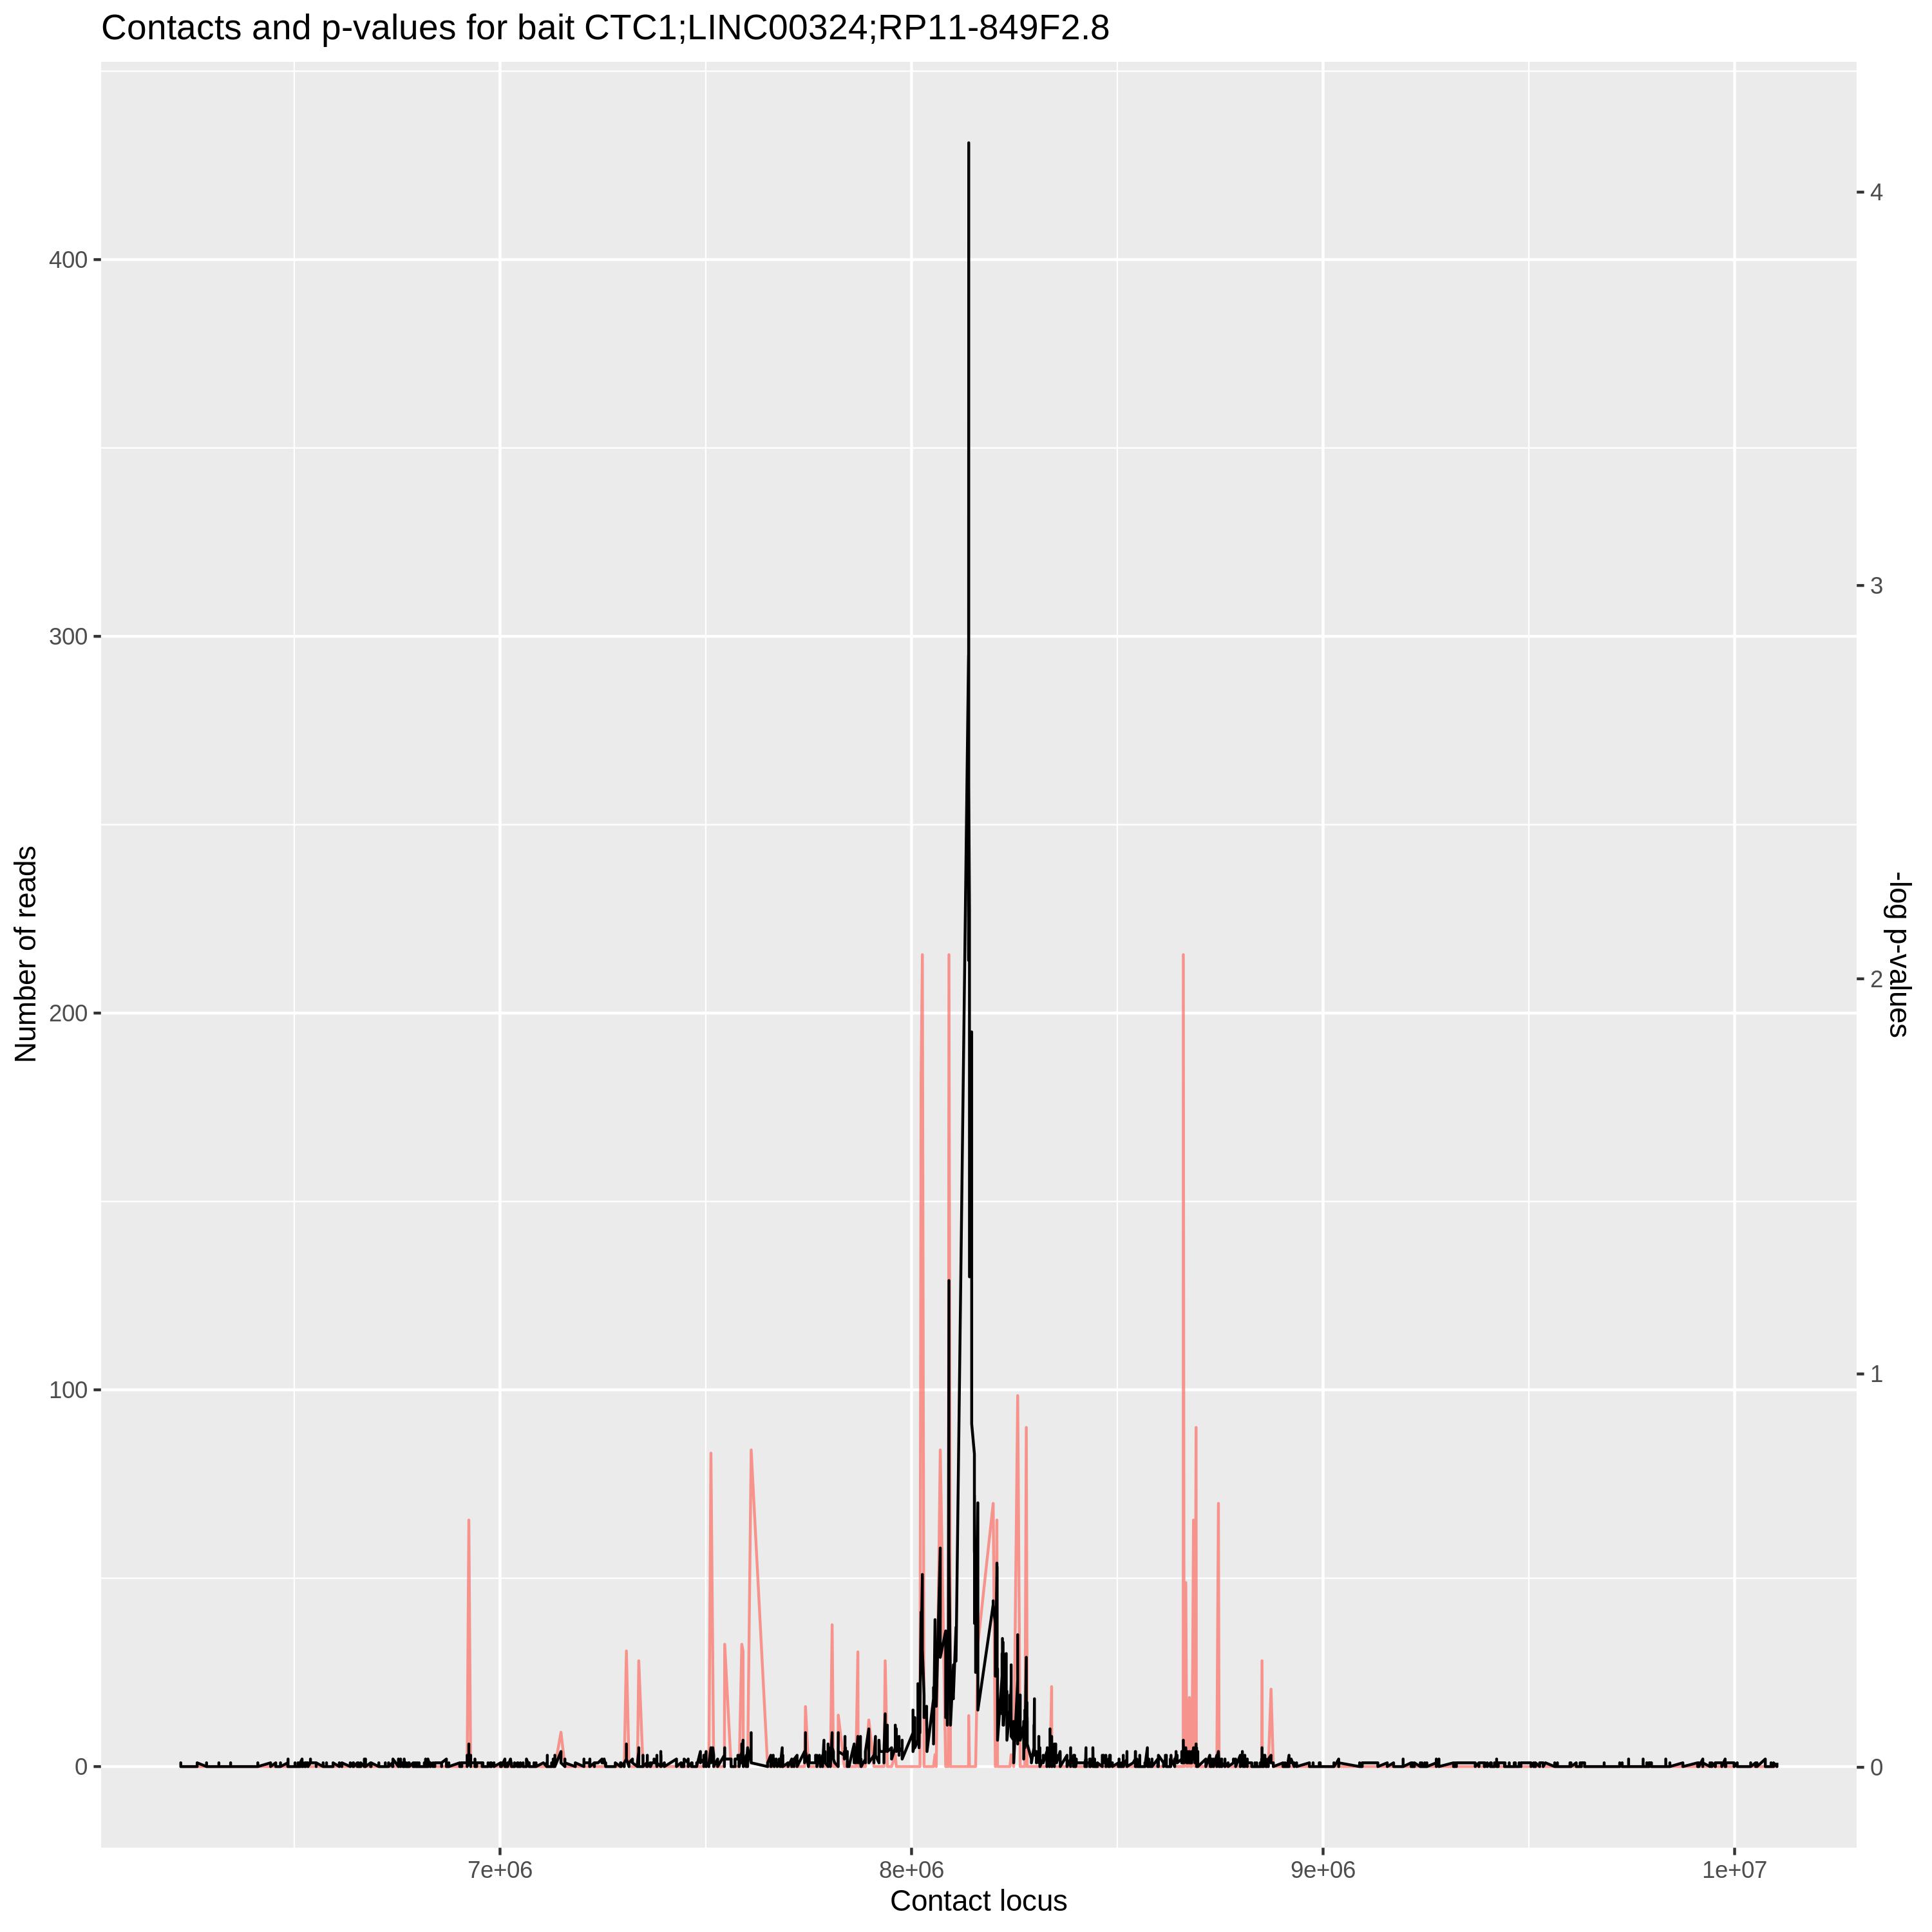 Contacts and p-values for bait CTC1;LINC00324;RP11-849F2.8
Number of reads
400
300
200
100
0
4
3
2
1
0
-log p-values
7e+06
8e+06
9e+06
1e+07
Contact locus